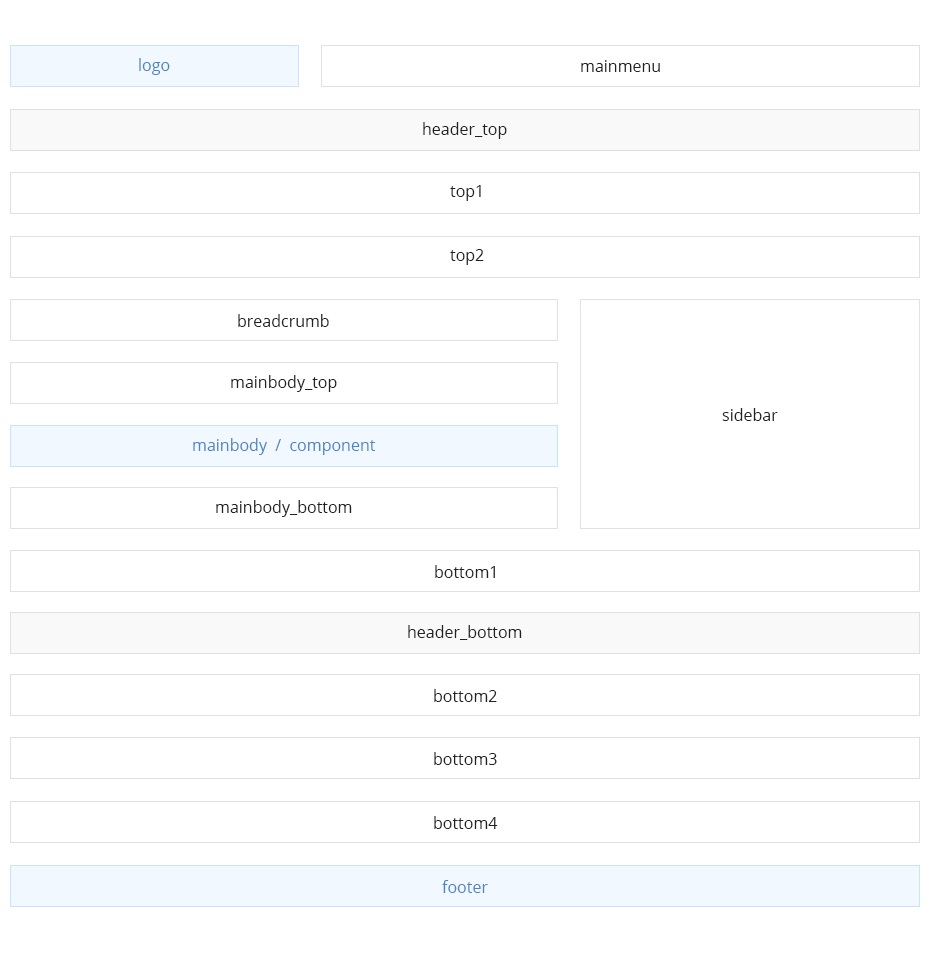 logo
mainmenu
header_top
top1
top2
breadcrumb
mainbody_top
mainbody / component
mainbody_bottom
sidebar
bottom1
header_bottom
bottom2
bottom3
bottom4
footer